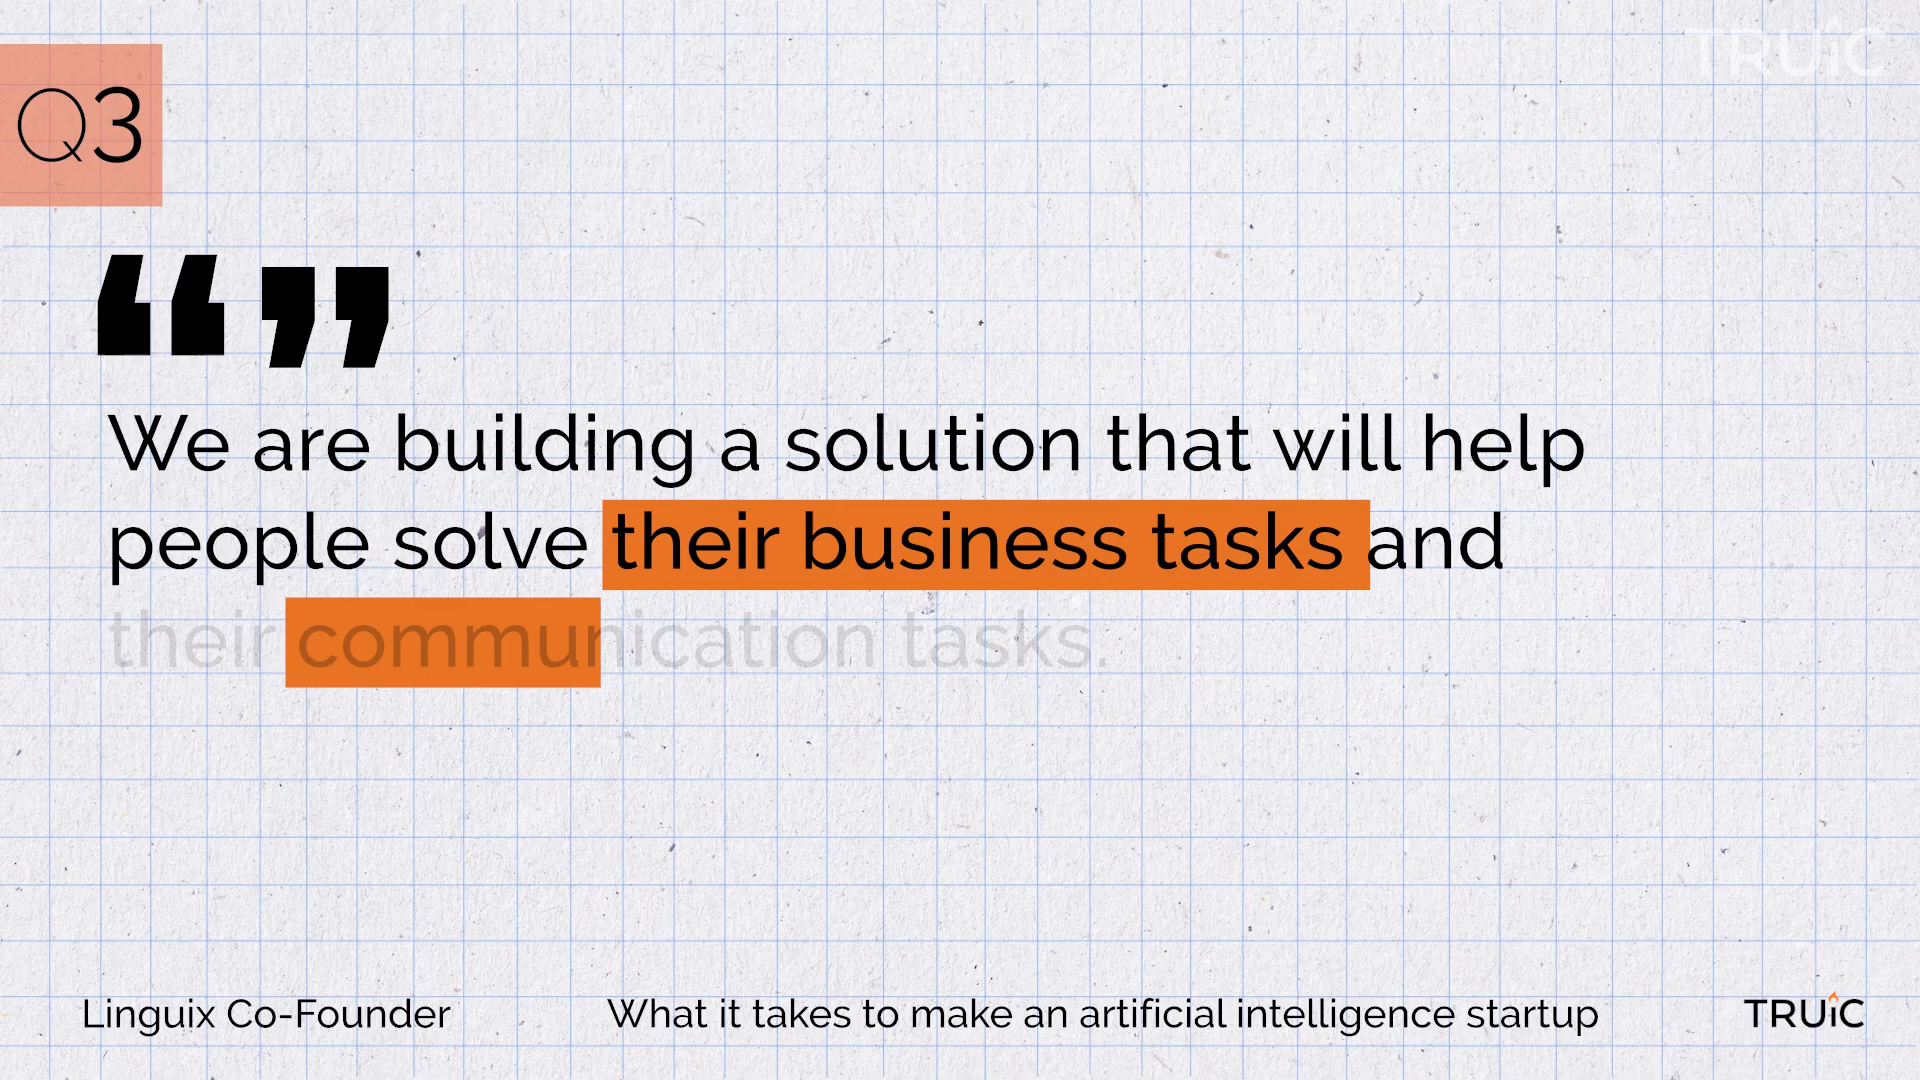 TRUiC
Q3
“ ”
We are building a solution that will help
people solve their business tasks and
their communication tasks.
Linguix Co-Founder
What it takes to make an artificial intelligence startup
TRUiC